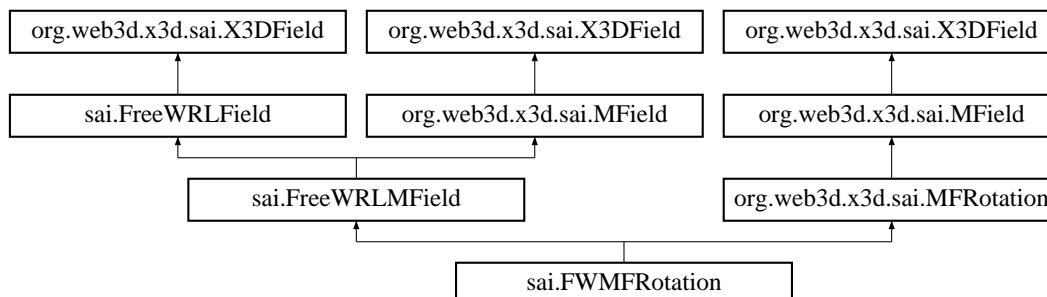 org.web3d.x3d.sai.X3DField
org.web3d.x3d.sai.X3DField
org.web3d.x3d.sai.X3DField
sai.FreeWRLField
org.web3d.x3d.sai.MField
org.web3d.x3d.sai.MField
sai.FreeWRLMField
org.web3d.x3d.sai.MFRotation
sai.FWMFRotation